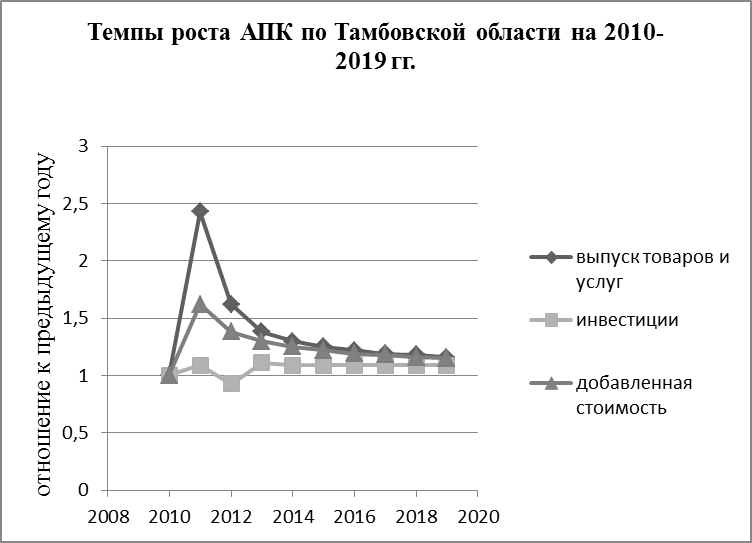 Темпы роста АПК по Тамбовской области на 2010-
2019 гг.
отношение к предыдущему году
3
2,5
2
1,5
1
0,5
0
2008 2010 2012 2014 2016 2018 2020
выпуск товаров и
услуг
инвестиции
добавленная
стоимость